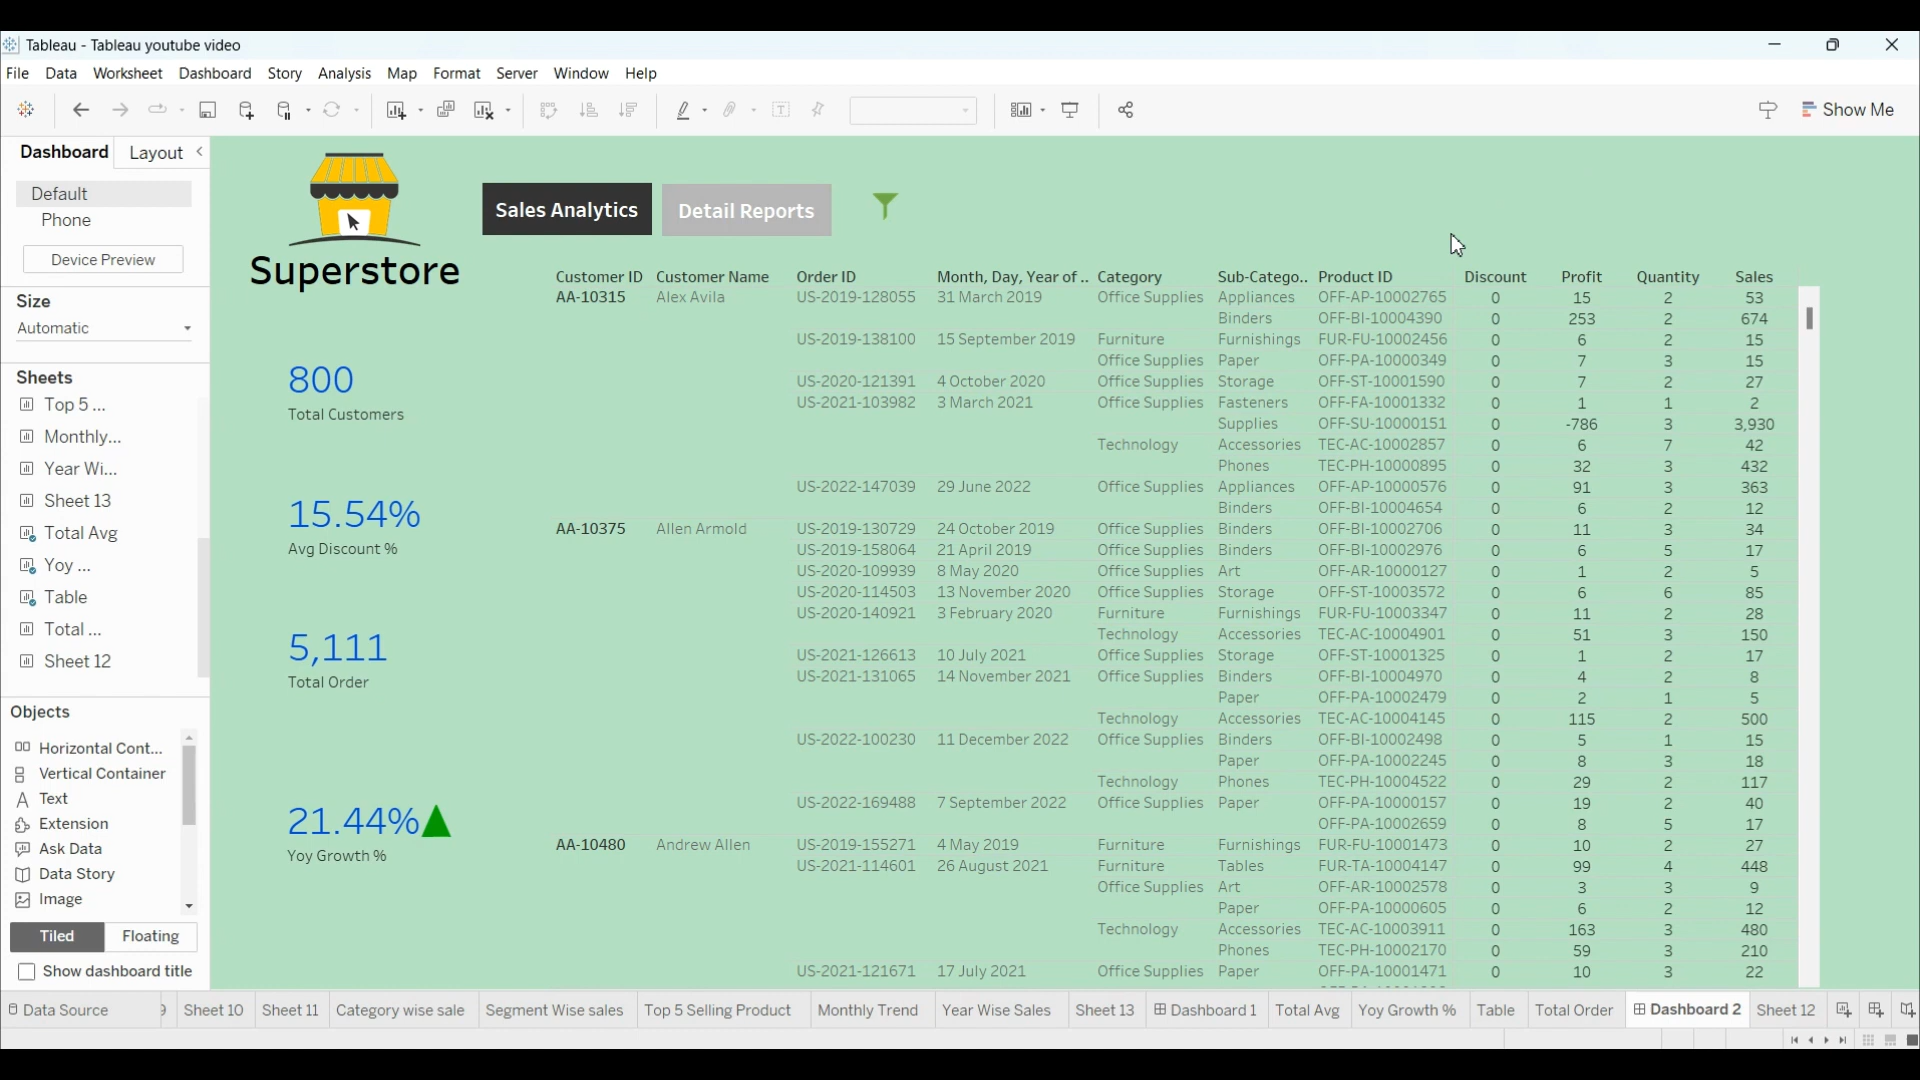 Tableau - Tableau youtube video
File Data Worksheet Dashboard Story Analysis Map Format Server Window Help
Show Me
Dashboard Layout
Default
Phone
Device Preview
Size
Automatic
Sheets
Top 5 ...
Monthly...
Year Wi...
Sheet 13
Total Avg
Yoy ...
Table
Total ...
Sheet 12
Objects
Horizontal Cont...
Vertical Container
Text
Extension
Ask Data
Data Story
Image
Tiled Floating
Show dashboard title
Superstore
Sales Analytics Detail Reports
800
Total Customers
15.54%
Avg Discount %
5,111
Total Order
21.44%
Yoy Growth %
Customer ID Customer Name Order ID Month, Day, Year of .. Category Sub-Catego.. Product ID Discount Profit Quantity Sales
AA-10315 Alex Avila US-2019-128055 31 March 2019 Office Supplies Appliances OFF-AP-10002765 0 15 2 53
Binders OFF-BI-10004390 0 253 2 674
US-2019-138100 15 September 2019 Furniture Furnishings FUR-FU-10002456 0 6 2 15
Office Supplies Paper OFF-PA-10000349 0 7 3 15
US-2020-121391 4 October 2020 Office Supplies Storage OFF-ST-10001590 0 7 2 27
US-2021-103982 3 March 2021 Office Supplies Fasteners OFF-FA-10001332 0 1 1 2
Supplies OFF-SU-10000151 0 -786 3 3,930
Technology Accessories TEC-AC-10002857 0 6 7 42
Phones TEC-PH-10000895 0 32 3 432
US-2022-147039 29 June 2022 Office Supplies Appliances OFF-AP-10000576 0 91 3 363
Binders OFF-BI-10004654 0 6 2 12
AA-10375 Allen Armold US-2019-130729 24 October 2019 Office Supplies Binders OFF-BI-10002706 0 11 3 34
US-2019-158064 21 April 2019 Office Supplies Binders OFF-BI-10002976 0 6 5 17
US-2020-109939 8 May 2020 Office Supplies Art OFF-AR-10000127 0 1 2 5
US-2020-114503 13 November 2020 Office Supplies Storage OFF-ST-10003572 0 6 6 85
US-2020-140921 3 February 2020 Furniture Furnishings FUR-FU-10003347 0 11 2 28
Technology Accessories TEC-AC-10004901 0 51 3 150
US-2021-126613 10 July 2021 Office Supplies Storage OFF-ST-10001325 0 1 2 17
US-2021-131065 14 November 2021 Office Supplies Binders OFF-BI-10004970 0 4 2 8
Paper OFF-PA-10002479 0 2 1 5
Technology Accessories TEC-AC-10004145 0 115 2 500
US-2022-100230 11 December 2022 Office Supplies Binders OFF-BI-10002498 0 5 1 15
Paper OFF-PA-10002245 0 8 3 18
Technology Phones TEC-PH-10004522 0 29 2 117
US-2022-169488 7 September 2022 Office Supplies Paper OFF-PA-10000157 0 19 2 40
OFF-PA-10002659 0 8 5 17
AA-10480 Andrew Allen US-2019-155271 4 May 2019 Furniture Furnishings FUR-FU-10001473 0 10 2 27
US-2021-114601 26 August 2021 Furniture Tables FUR-TA-10004147 0 99 4 448
Office Supplies Art OFF-AR-10002578 0 3 3 9
Paper OFF-PA-10000605 0 6 2 12
Technology Accessories TEC-AC-10003911 0 163 3 480
Phones TEC-PH-10002170 0 59 3 210
US-2021-121671 17 July 2021 Office Supplies Paper OFF-PA-10001471 0 10 3 22
Data Source Sheet 10 Sheet 11 Category wise sale Segment Wise sales Top 5 Selling Product Monthly Trend Year Wise Sales Sheet 13 Dashboard 1 Total Avg Yoy Growth % Table Total Order Dashboard 2 Sheet 12